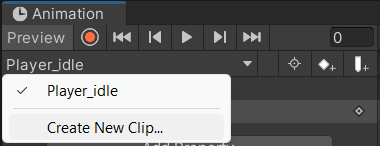 Animation
Preview
0
Player_idle
Player_idle
Create New Clip...